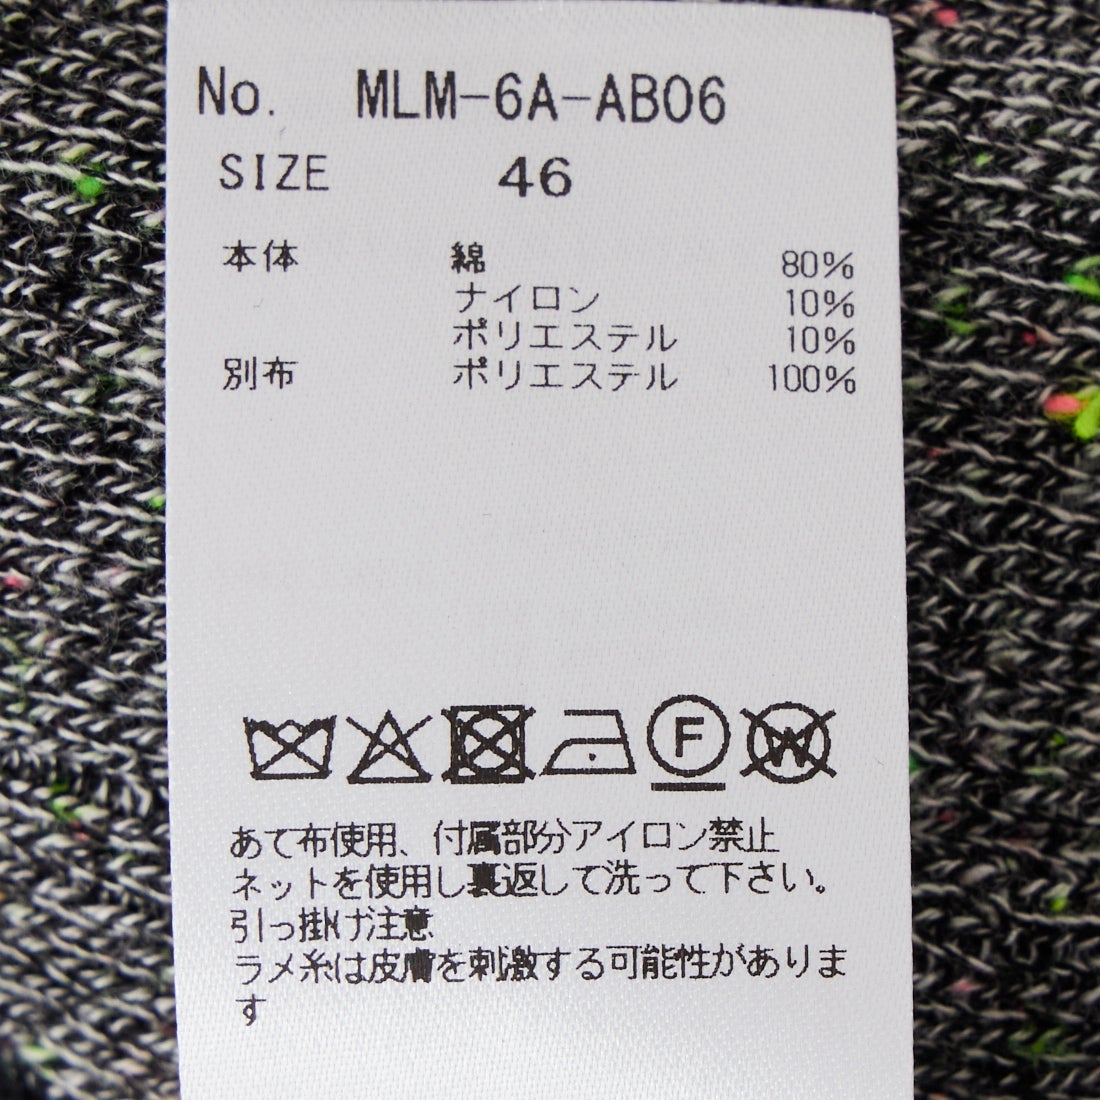 No. MLM-6A-AB06
SIZE 46
本体 綿 80%
ナイロン 10%
ポリエステル 10%
別布 ポリエステル 100%
F
W
あて布使用、付属部分アイロン禁止
ネットを使用し裏返して洗って下さい。
引っ掛け注意
ラメ糸は皮膚を刺激する可能性がありま
す